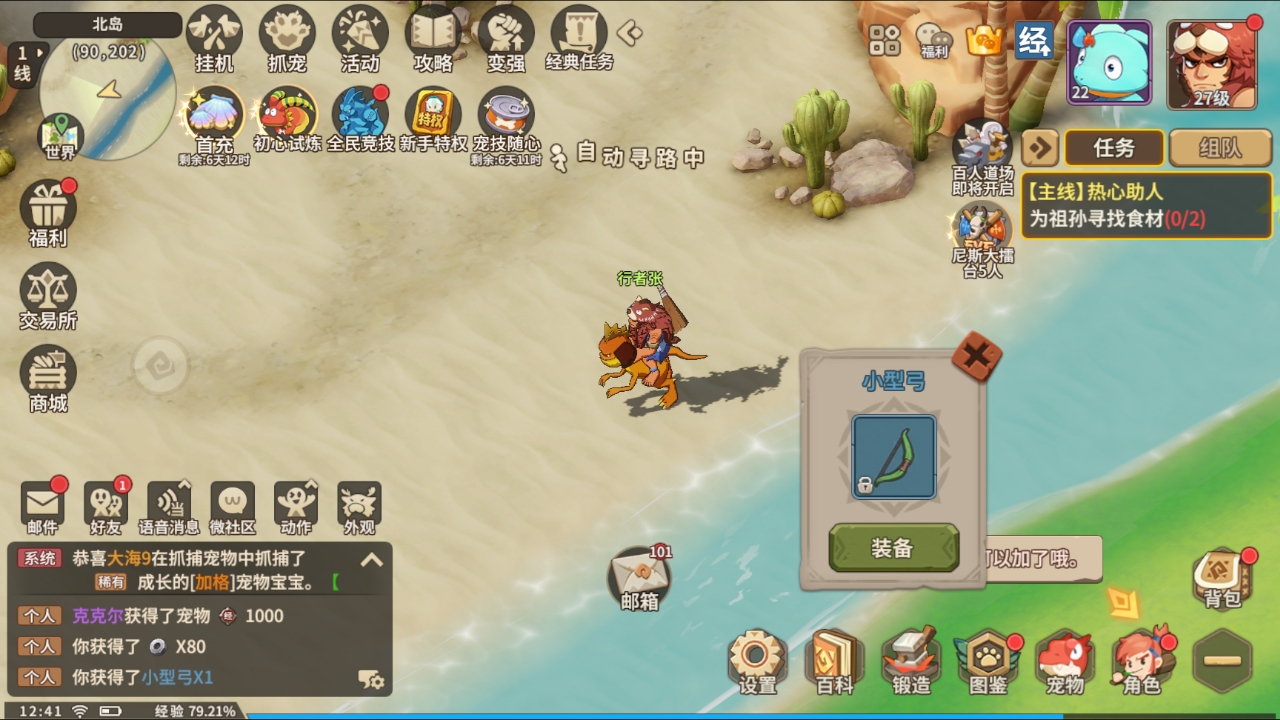 北岛
挂机
抓宠
活动
攻略
变强
经典任务
福利
经
22
27级
1
线
(90,202)
世界
首充
剩余:6天12时
初心试炼
全民竞技
特权
新手特权
宠技随心
剩余:6天11时
自动寻路中
百人道场
即将开启
任务
组队
【主线】热心助人
为祖孙寻找食材(0/2)
5V5
尼斯大擂
台5人
福利
交易所
商城
行者张
小型弓
装备
可以加了哦。
邮件
1
好友
语音消息
微社区
动作
外观
系统 恭喜大海9在抓捕宠物中抓捕了
稀有 成长的[加格]宠物宝宝。【
个人 克克尔获得了宠物 经 1000
个人 你获得了 X80
个人 你获得了小型弓X1
101
邮箱
背包
设置
百科
锻造
图鉴
宠物
角色
12:41
经验 79.21%